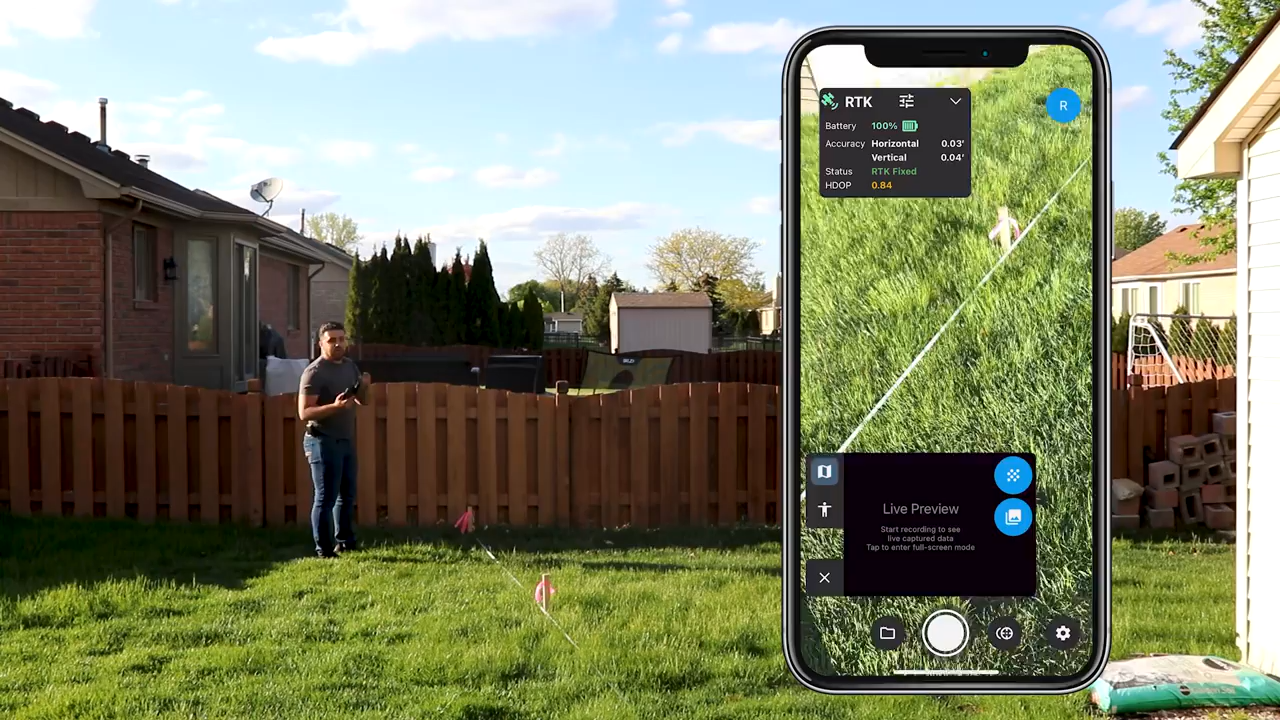 RTK
R
Battery 100%
Accuracy Horizontal 0.03'
Vertical 0.04'
Status RTK Fixed
HDOP 0.84
Live Preview
Start recording to see
live captured data
Tap to enter full-screen mode